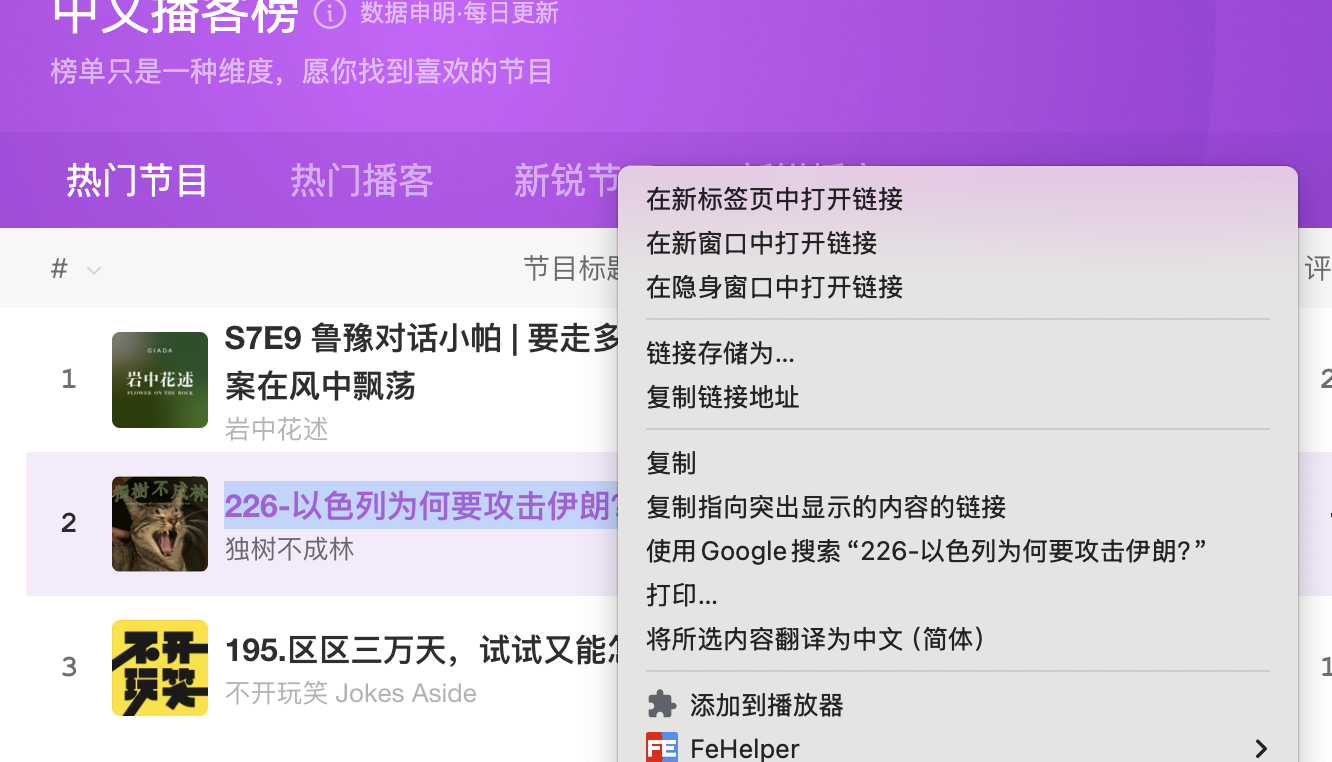 中文播客榜 数据申明·每日更新
榜单只是一种维度，愿你找到喜欢的节目
热门节目 热门播客 新锐节
# 节目标题 评
1
S7E9 鲁豫对话小帕 | 要走多
案在风中飘荡
岩中花述
GIADA
岩中花述
FLOWER ON THE ROCK
2
226-以色列为何要攻击伊朗?
独树不成林
獨樹不成林
3
195.区区三万天，试试又能怎
不开玩笑 Jokes Aside
不开
玩笑
在新标签页中打开链接
在新窗口中打开链接
在隐身窗口中打开链接
链接存储为...
复制链接地址
复制
复制指向突出显示的内容的链接
使用 Google 搜索 “226-以色列为何要攻击伊朗? ”
打印...
将所选内容翻译为中文 (简体)
添加到播放器
FE FeHelper